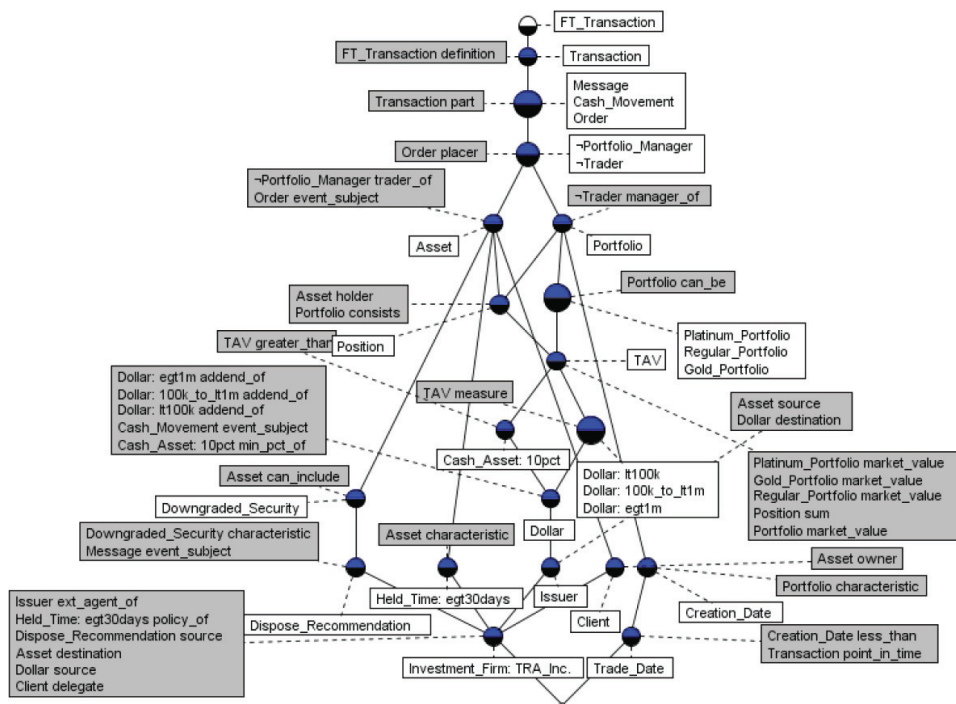 FT_Transaction
FT_Transaction definition
Transaction
Transaction part
Message
Cash_Movement
Order
Order placer
¬Portfolio_Manager
¬Trader
¬Portfolio_Manager trader_of
Order event_subject
¬Trader manager_of
Asset
Portfolio
Asset holder
Portfolio consists
Portfolio can_be
TAV greater_than
Position
TAV
Platinum_Portfolio
Regular_Portfolio
Gold_Portfolio
Dollar: egt1m addend_of
Dollar: 100k_to_lt1m addend_of
Dollar: lt100k addend_of
Cash_Movement event_subject
Cash_Asset: 10pct min_pct_of
TAV measure
Asset source
Dollar destination
Cash_Asset: 10pct
Dollar: lt100k
Dollar: 100k_to_lt1m
Dollar: egt1m
Platinum_Portfolio market_value
Gold_Portfolio market_value
Regular_Portfolio market_value
Position sum
Portfolio market_value
Asset can_include
Downgraded_Security
Dollar
Downgraded_Security characteristic
Message event_subject
Asset characteristic
Asset owner
Portfolio characteristic
Issuer ext_agent_of
Held_Time: egt30days policy_of
Dispose_Recommendation source
Asset destination
Dollar source
Client delegate
Held_Time: egt30days
Issuer
Dispose_Recommendation
Client
Creation_Date
Creation_Date less_than
Transaction point_in_time
Investment_Firm: TRA_Inc.
Trade_Date